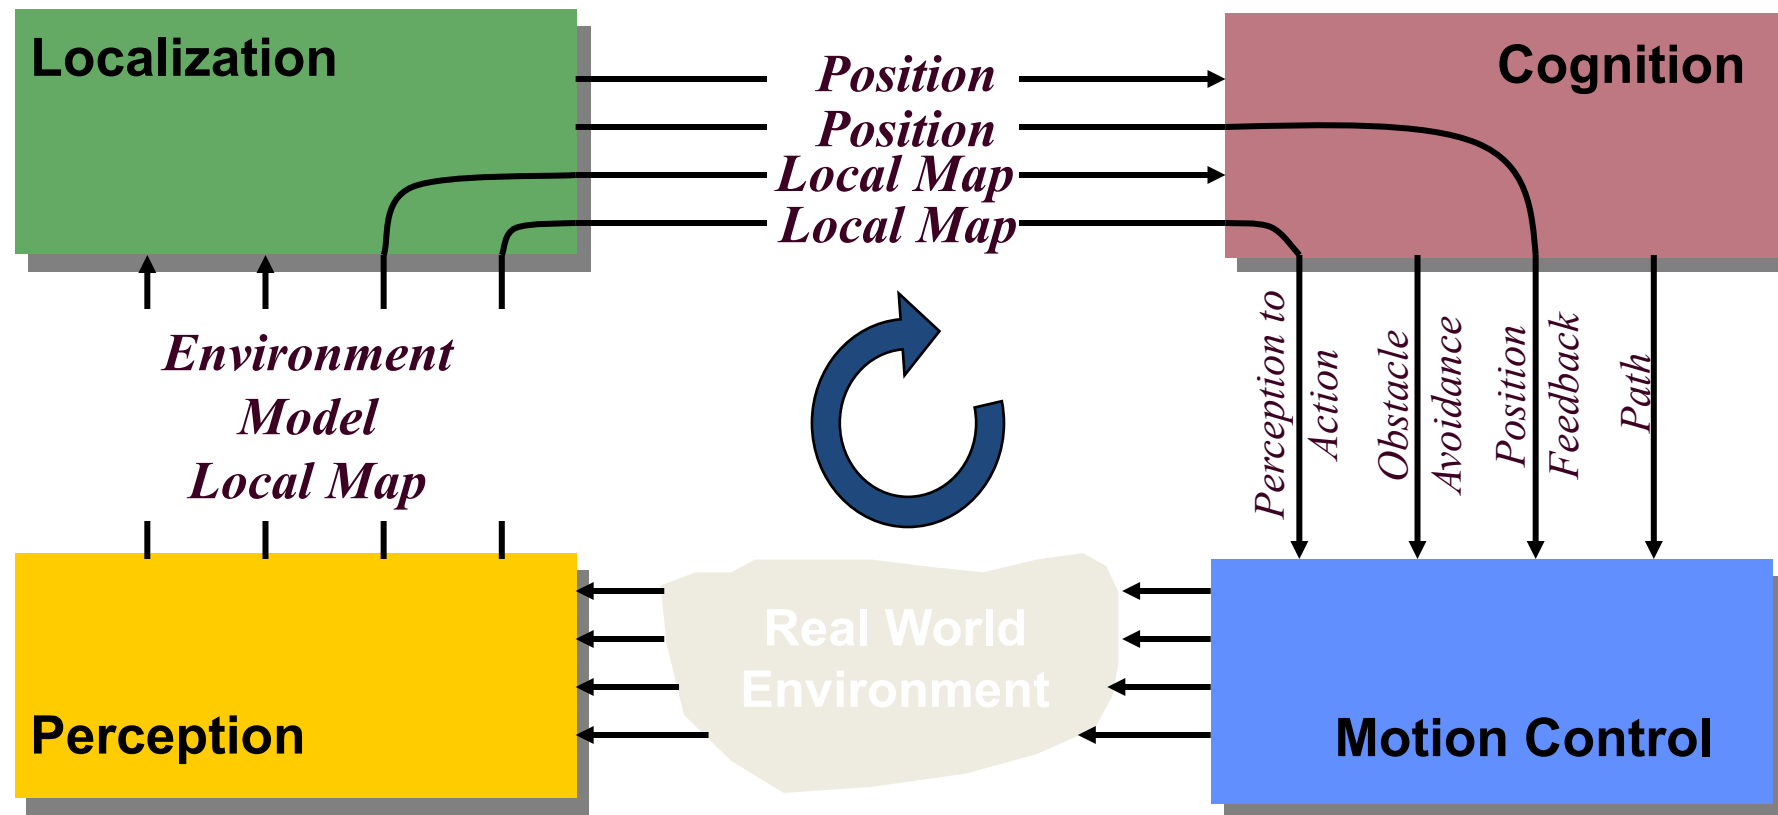 Localization
Position
Position
Local Map
Local Map
Cognition
Environment
Model
Local Map
Perception to
Action
Obstacle
Avoidance
Position
Feedback
Path
Real World
Environment
Perception
Motion Control